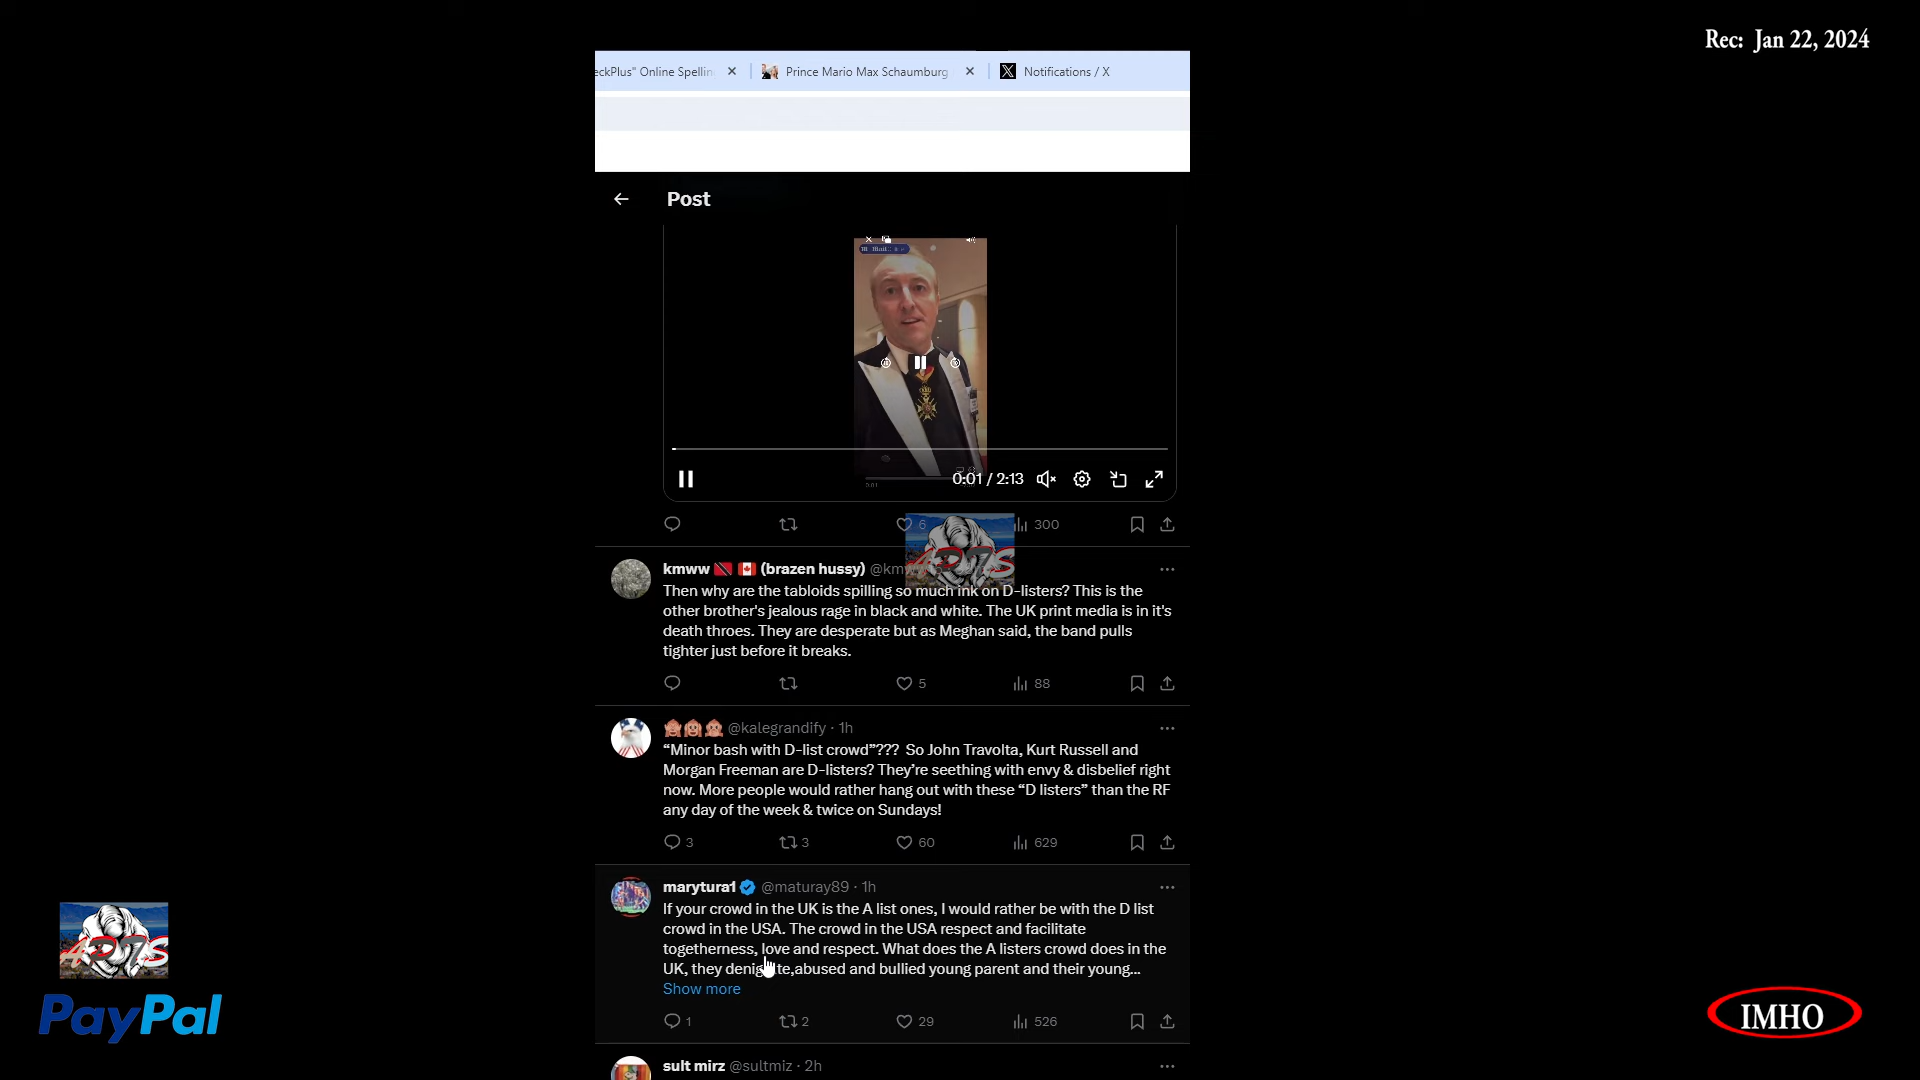 Rec: Jan 22, 2024
eckPlus" Online Spellin
Prince Mario Max Schaumburg
Notifications / X
Post
0:01 / 2:13
6
300
kmww (brazen hussy)
Then why are the tabloids spilling so much ink on D-listers? This is the
other brother's jealous rage in black and white. The UK print media is in it's
death throes. They are desperate but as Meghan said, the band pulls
tighter just before it breaks.
5
88
@kalegrandify · 1h
“Minor bash with D-list crowd”??? So John Travolta, Kurt Russell and
Morgan Freeman are D-listers? They’re seething with envy & disbelief right
now. More people would rather hang out with these “D listers” than the RF
any day of the week & twice on Sundays!
3
3
60
629
marytura1 @maturay89 · 1h
If your crowd in the UK is the A list ones, I would rather be with the D list
crowd in the USA. The crowd in the USA respect and facilitate
togetherness, love and respect. What does the A listers crowd does in the
UK, they denigrate,abused and bullied young parent and their young...
Show more
1
2
29
526
sult mirz @sultmiz · 2h
PayPal
IMHO